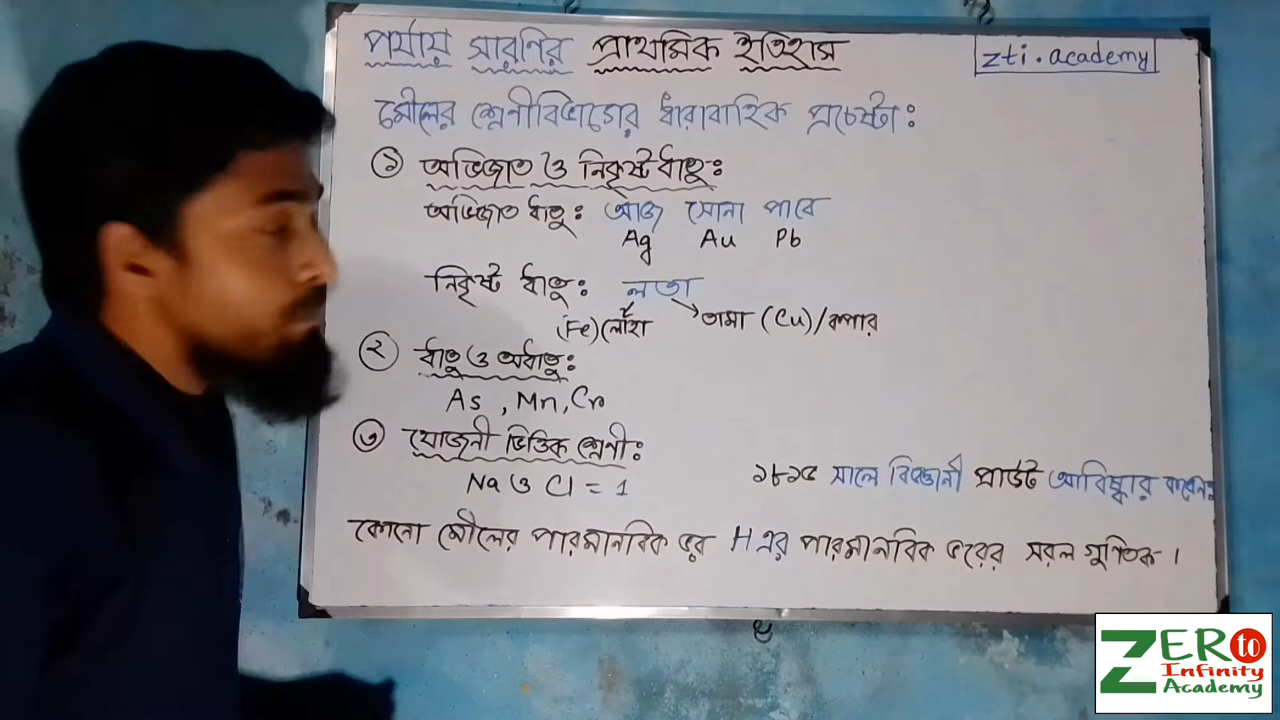 পর্যায় সারণির প্রাথমিক ইতিহাস
zti.academy
মৌলের শ্রেণীবিভাগের ধারাবাহিক প্রচেষ্টা:
১ অভিজাত ও নিকৃষ্ট ধাতু:
অভিজাত ধাতু: আজ সোনা পাবে
Ag Au Pb
নিকৃষ্ট ধাতু: লতা
(Fe)লোহা → তামা (Cu)/কপার
২ ধাতু ও অধাতু:
As, Mn, Cr
৩ যোজনী ভিত্তিক শ্রেণী:
Na ও Cl = 1
১৮১৫ সালে বিজ্ঞানী প্রাউট আবিষ্কার করেন:
কোনো মৌলের পারমানবিক ভর H এর পারমানবিক ভরের সরল গুণিতক ।
ZERO to
Infinity
Academy